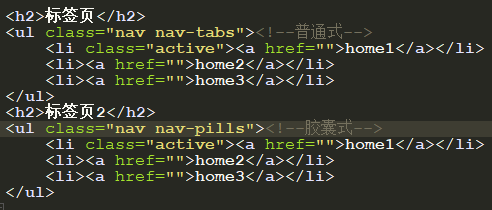 <h2>标签页</h2>
<ul class="nav nav-tabs"><!--普通式-->
    <li class="active"><a href="">home1</a></li>
    <li><a href="">home2</a></li>
    <li><a href="">home3</a></li>
</ul>
<h2>标签页2</h2>
<ul class="nav nav-pills"><!--胶囊式-->
    <li class="active"><a href="">home1</a></li>
    <li><a href="">home2</a></li>
    <li><a href="">home3</a></li>
</ul>